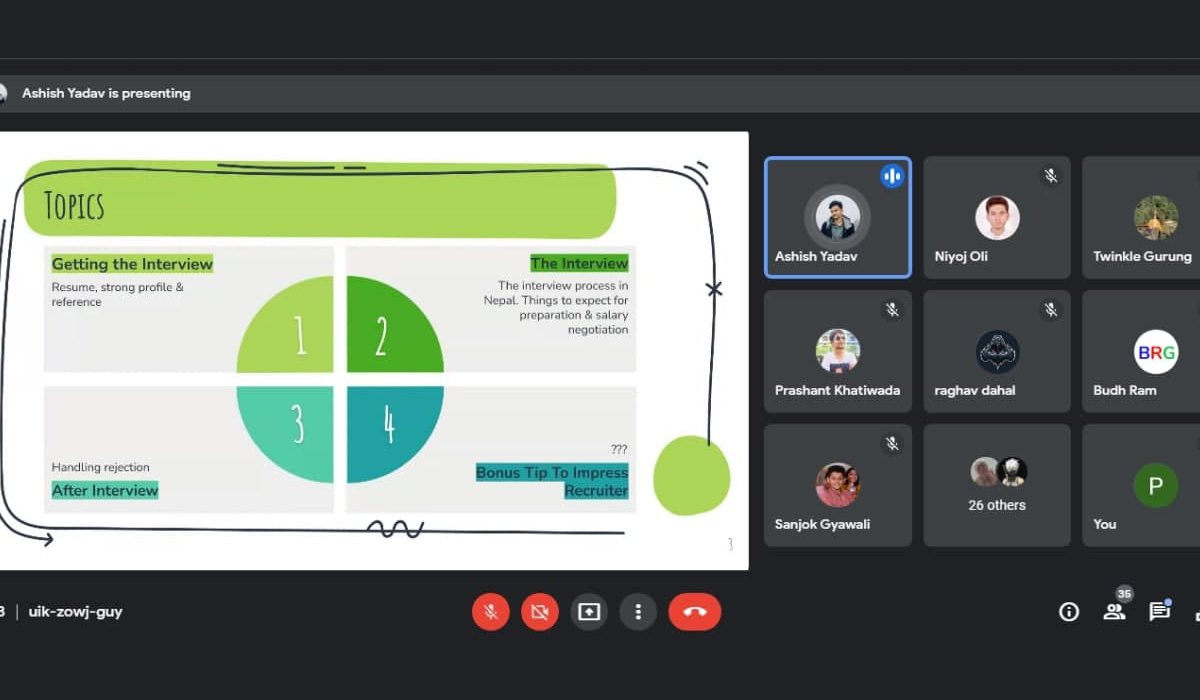 Ashish Yadav is presenting
Topics
Getting the Interview
Resume, strong profile &
reference
1
2
The Interview
The interview process in
Nepal. Things to expect for
preparation & salary
negotiation
3
4
Handling rejection
After Interview
???
Bonus Tip To Impress
Recruiter
3
Ashish Yadav
Niyoj Oli
Twinkle Gurung
Prashant Khatiwada
raghav dahal
BRG
Budh Ram
Sanjok Gyawali
26 others
P
You
uik-zowj-guy
35